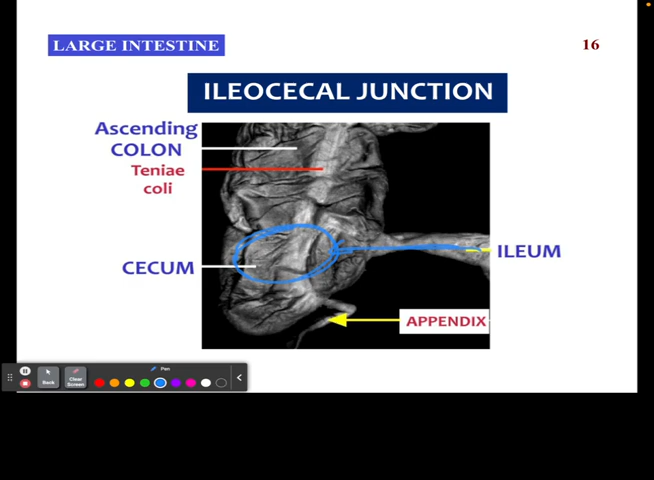 LARGE INTESTINE
16
ILEOCECAL JUNCTION
Ascending
COLON
Teniae
coli
CECUM
ILEUM
APPENDIX
Pen
Back
Clear
Screen